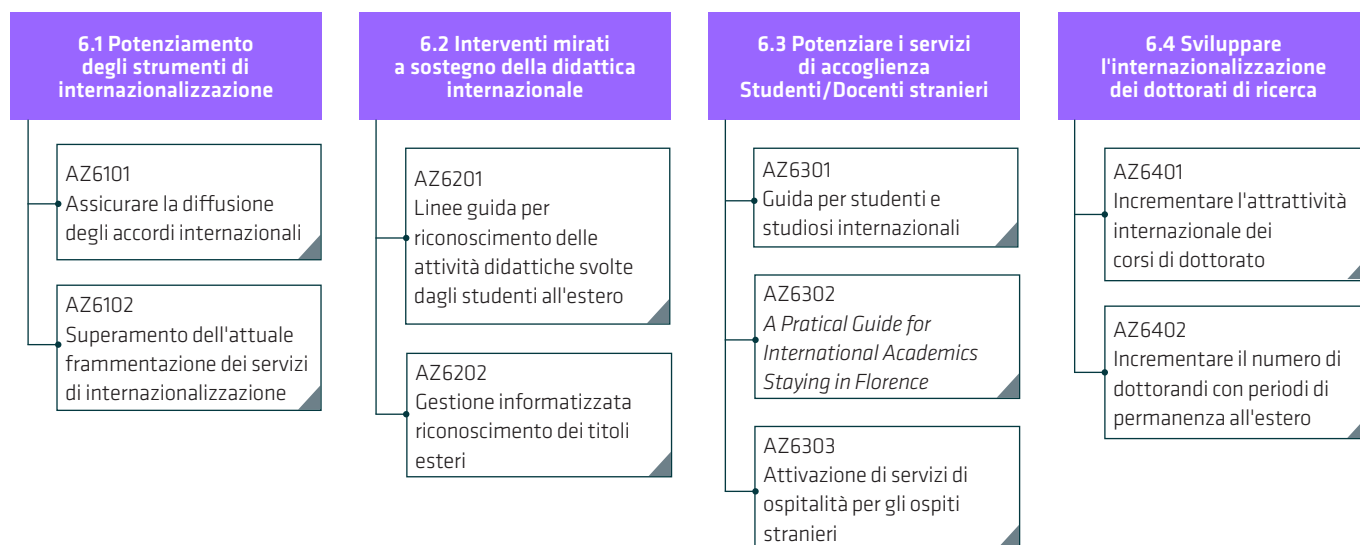 6.1 Potenziamento
degli strumenti di
internazionalizzazione
AZ6101
Assicurare la diffusione
degli accordi internazionali
AZ6102
Superamento dell'attuale
frammentazione dei servizi
di internazionalizzazione
6.2 Interventi mirati
a sostegno della didattica
internazionale
AZ6201
Linee guida per
riconoscimento delle
attività didattiche svolte
dagli studenti all'estero
AZ6202
Gestione informatizzata
riconoscimento dei titoli
esteri
6.3 Potenziare i servizi
di accoglienza
Studenti/Docenti stranieri
AZ6301
Guida per studenti e
studiosi internazionali
AZ6302
A Pratical Guide for
International Academics
Staying in Florence
AZ6303
Attivazione di servizi di
ospitalità per gli ospiti
stranieri
6.4 Sviluppare
l'internazionalizzazione
dei dottorati di ricerca
AZ6401
Incrementare l'attrattività
internazionale dei
corsi di dottorato
AZ6402
Incrementare il numero di
dottorandi con periodi di
permanenza all'estero